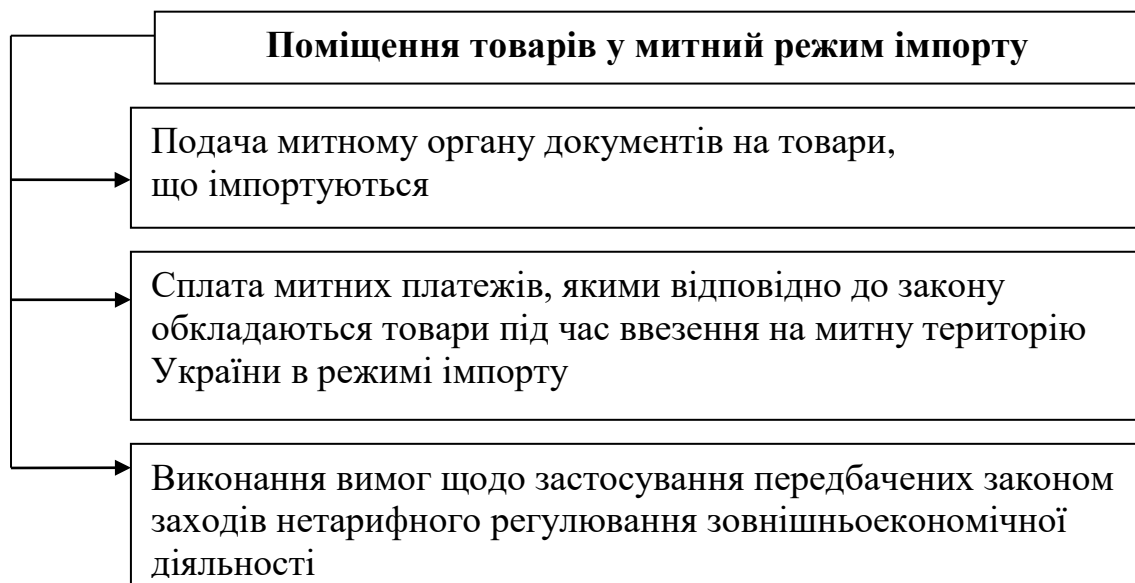 Поміщення товарів у митний режим імпорту
Подача митному органу документів на товари,
що імпортуються
Сплата митних платежів, якими відповідно до закону
обкладаються товари під час ввезення на митну територію
України в режимі імпорту
Виконання вимог щодо застосування передбачених законом
заходів нетарифного регулювання зовнішньоекономічної
діяльності